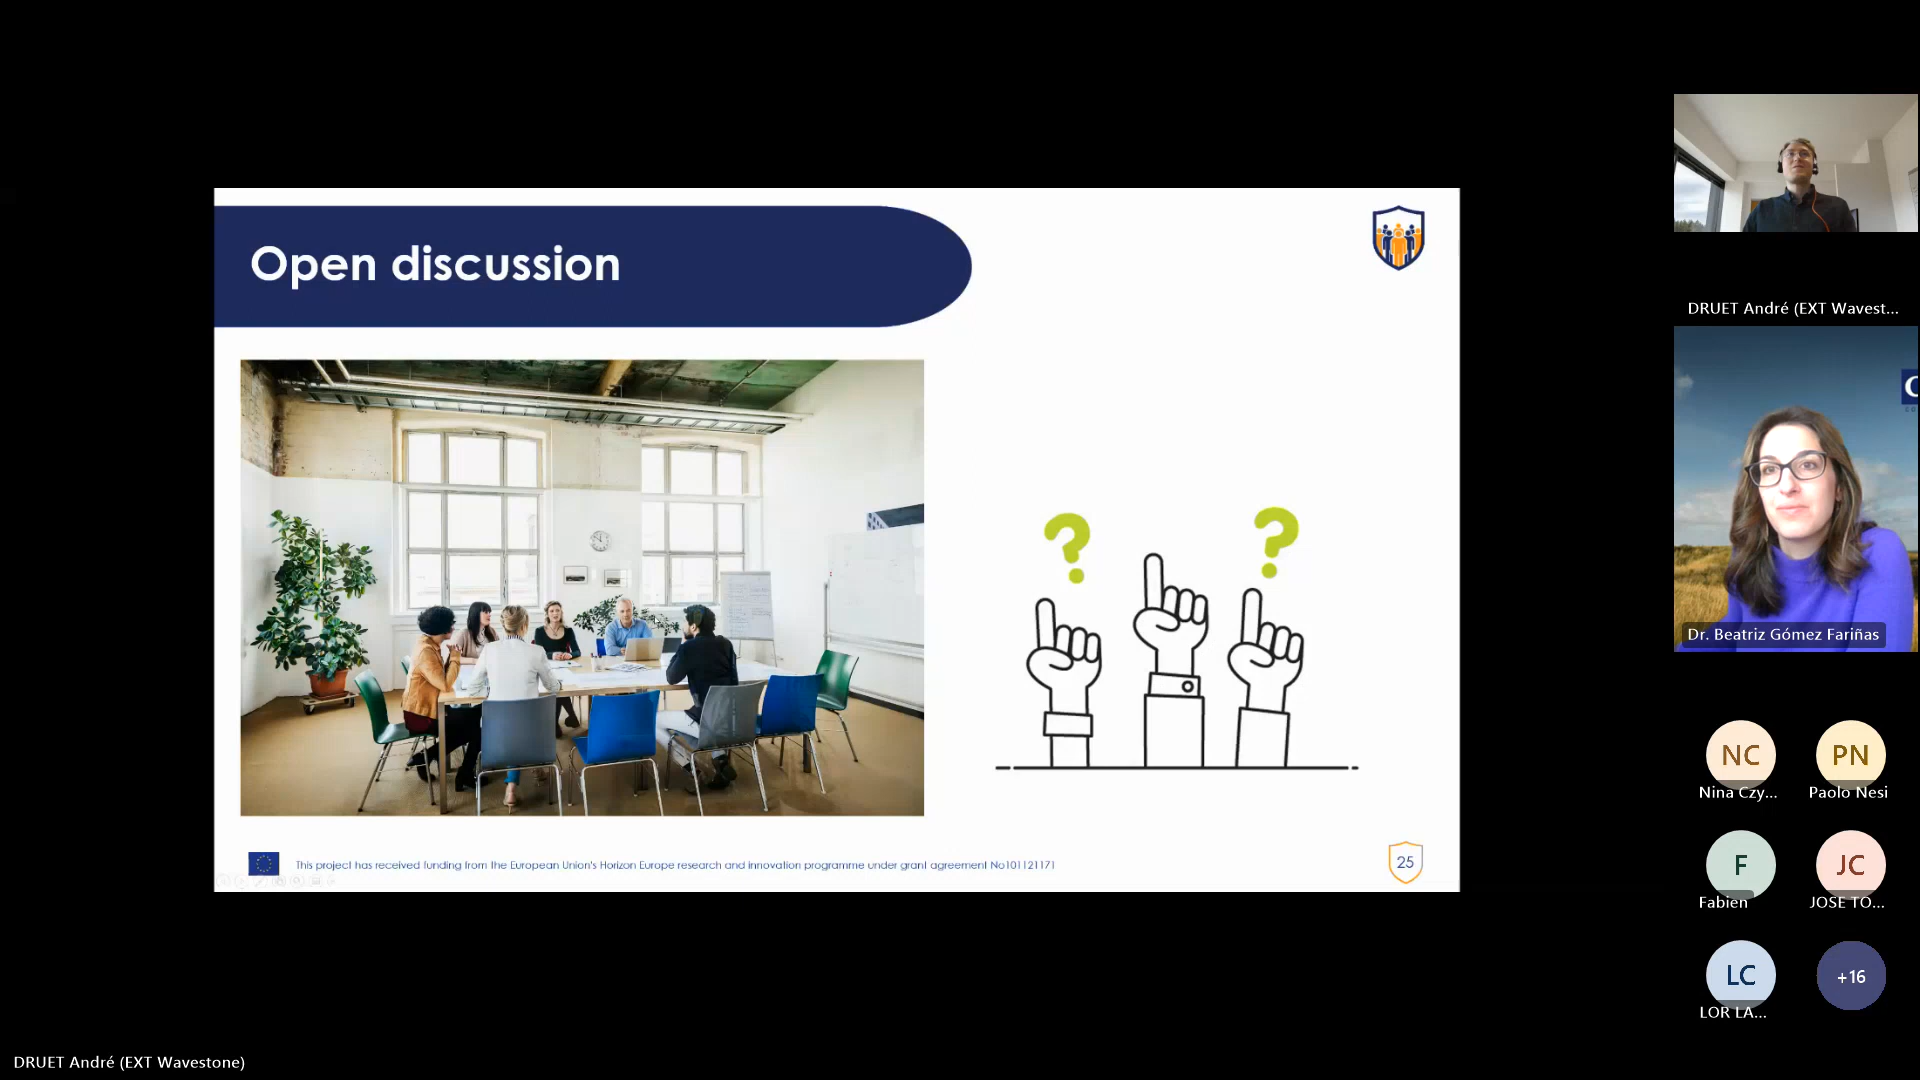 Open discussion
?
?
This project has received funding from the European Union's Horizon Europe research and innovation programme under grant agreement No101121171
25
DRUET André (EXT Wavest...
C
Dr. Beatriz Gómez Fariñas
NC
PN
Nina Czy...
Paolo Nesi
F
JC
Fabien
JOSE TO...
LC
+16
LOR LA...
DRUET André (EXT Wavestone)